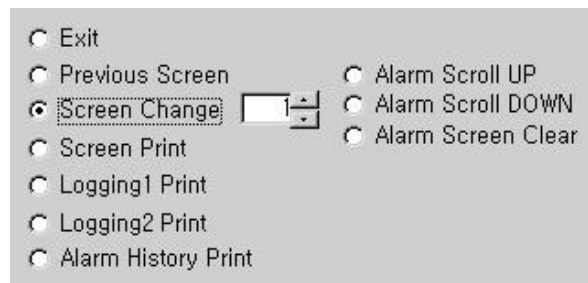 Exit
Previous Screen
Screen Change 1
Screen Print
Logging1 Print
Logging2 Print
Alarm History Print
Alarm Scroll UP
Alarm Scroll DOWN
Alarm Screen Clear